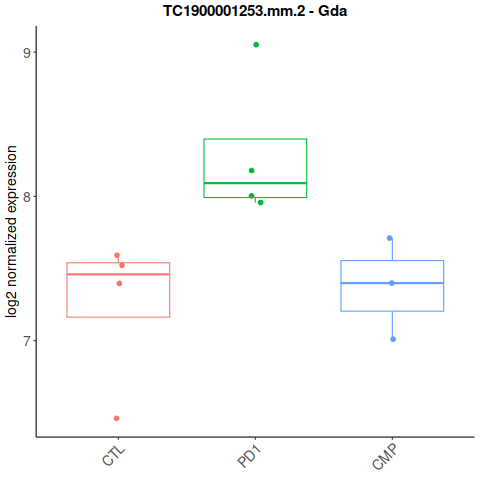 TC1900001253.mm.2 - Gda
log2 normalized expression
9
8
7
CTL
PD1
CMP